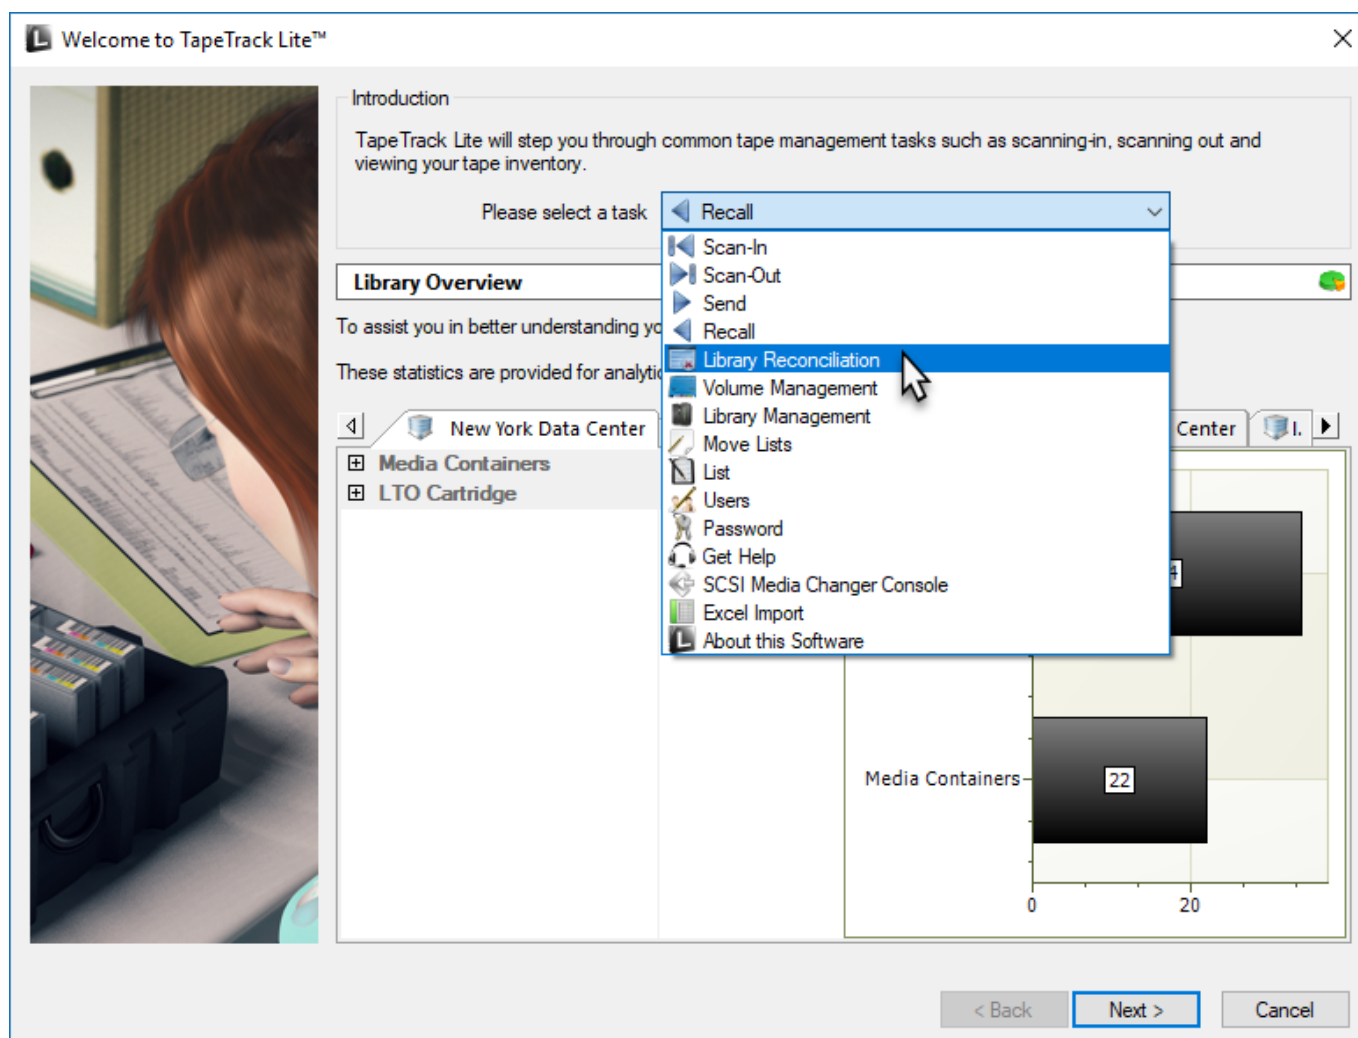 Welcome to TapeTrack Lite™
Introduction
TapeTrack Lite will step you through common tape management tasks such as scanning-in, scanning out and
viewing your tape inventory.
Please select a task
Recall
Scan-In
Scan-Out
Send
Recall
Library Reconciliation
Volume Management
Library Management
Move Lists
List
Users
Password
Get Help
SCSI Media Changer Console
Excel Import
About this Software
Library Overview
To assist you in better understanding
These statistics are provided for
New York Data Center
Center
Media Containers
LTO Cartridge
Media Containers
22
0
20
< Back
Next >
Cancel